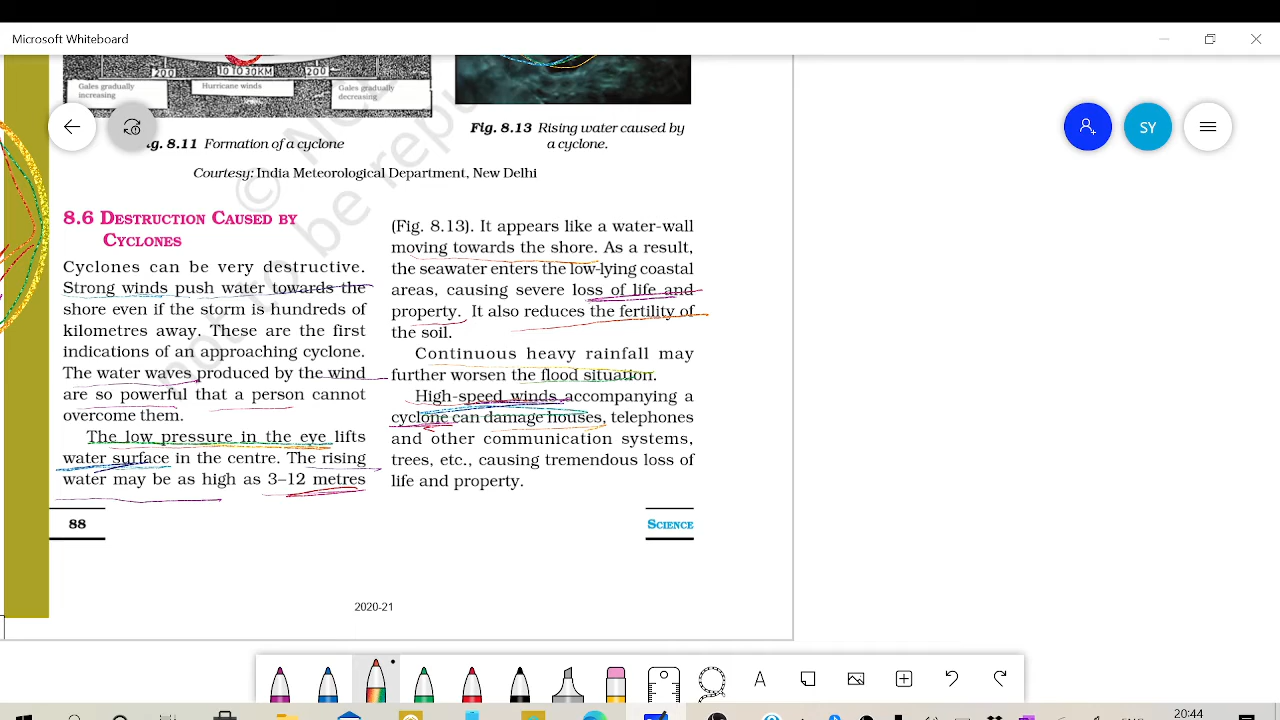 Microsoft Whiteboard
200 10 TO 30KM 200
Gales gradually
increasing
Hurricane winds
Gales gradually
decreasing
Fig. 8.13 Rising water caused by
a cyclone.
8.11 Formation of a cyclone
Courtesy: India Meteorological Department, New Delhi
SY
8.6 DESTRUCTION CAUSED BY
CYCLONES
Cyclones can be very destructive.
Strong winds push water towards the
shore even if the storm is hundreds of
kilometres away. These are the first
indications of an approaching cyclone.
The water waves produced by the wind
are so powerful that a person cannot
overcome them.
The low pressure in the eye lifts
water surface in the centre. The rising
water may be as high as 3–12 metres
(Fig. 8.13). It appears like a water-wall
moving towards the shore. As a result,
the seawater enters the low-lying coastal
areas, causing severe loss of life and
property. It also reduces the fertility of
the soil.
Continuous heavy rainfall may
further worsen the flood situation.
High-speed winds accompanying a
cyclone can damage houses, telephones
and other communication systems,
trees, etc., causing tremendous loss of
life and property.
not to be
88
SCIENCE
2020-21
A
20:44